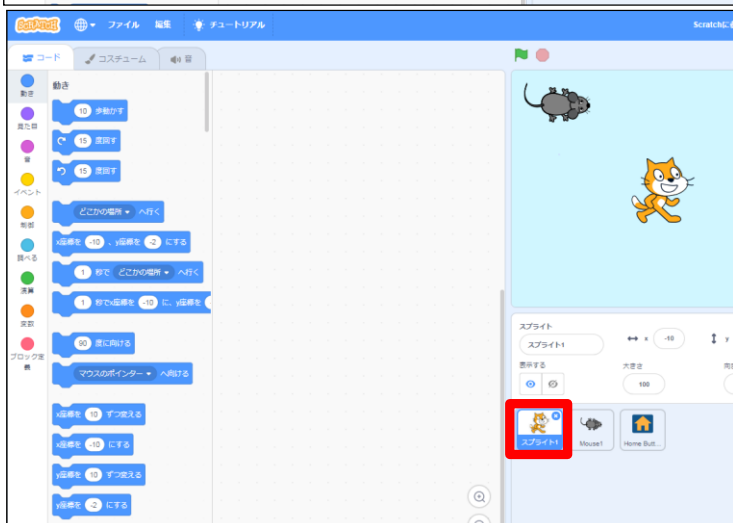 SCRATCH ファイル 編集 チュートリアル Scratchに
コード コスチューム 音
動き
見た目
音
イベント
制御
調べる
演算
変数
ブロック定義
動き
10 歩動かす
15 度回す
15 度回す
どこかの場所 へ行く
x座標を -10 、y座標を -2 にする
1 秒で どこかの場所 へ行く
1 秒でx座標を -10 に、y座標を
90 度に向ける
マウスのポインター へ向ける
x座標を 10 ずつ変える
x座標を -10 にする
y座標を 10 ずつ変える
y座標を -2 にする
スプライト
スプライト1 x -10 y
表示する 大きさ 向き
100
スプライト1 Mouse1 Home Butt...